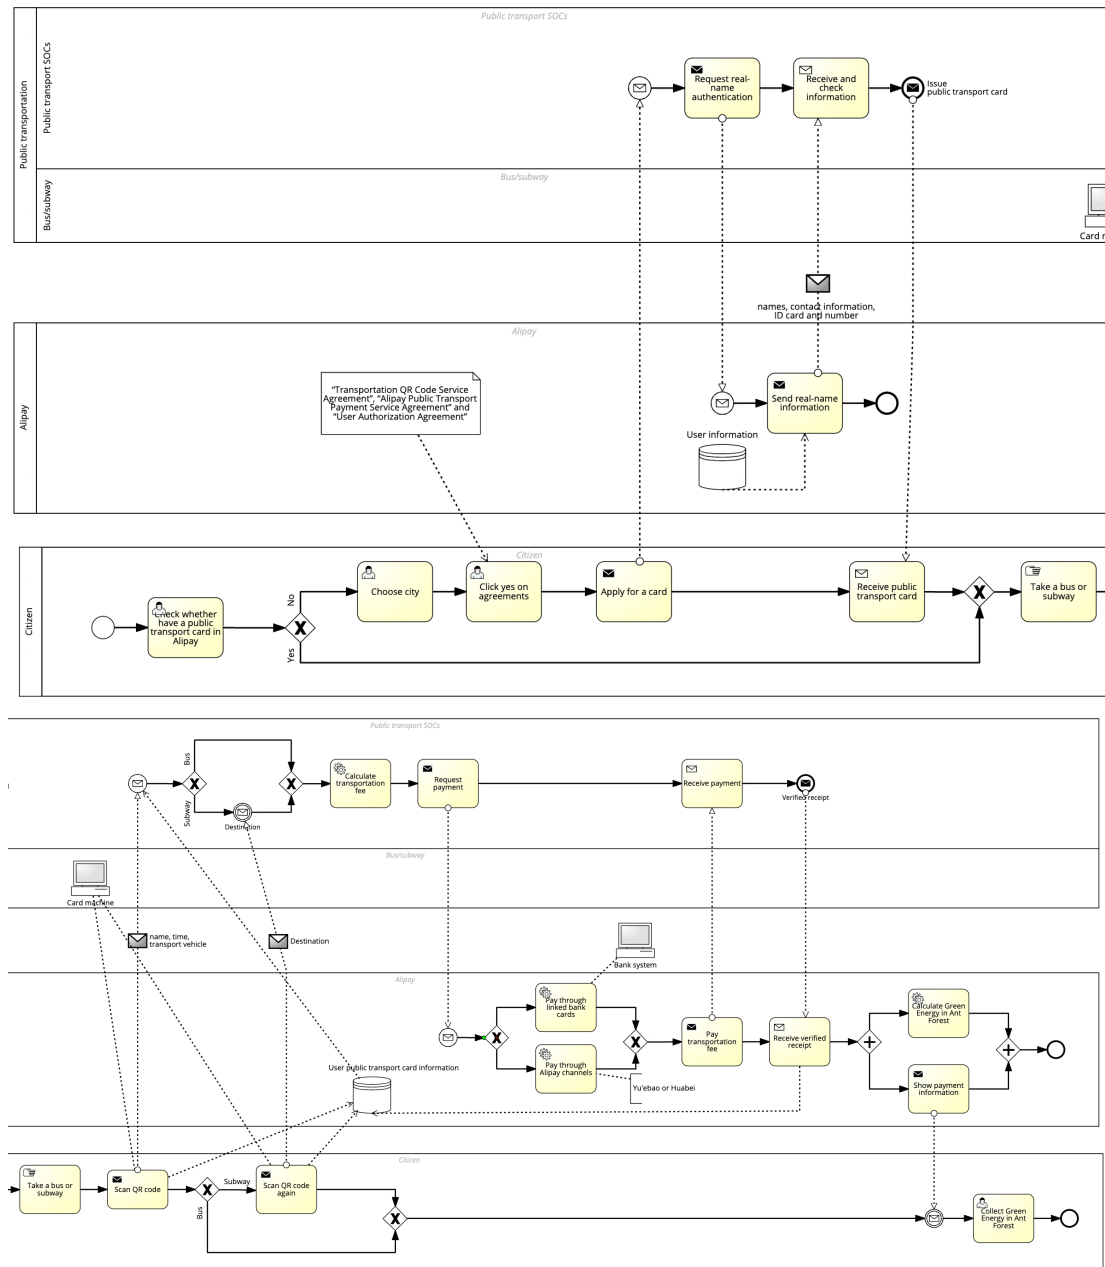 Public transport SOCs
Public transportation
Public transport SOCs
Request real-
name
authentication
Receive and
check
information
Issue
public transport card
Bus/subway
Bus/subway
names, contact information,
ID card and number
Alipay
Alipay
"Transportation QR Code Service
Agreement", "Alipay Public Transport
Payment Service Agreement" and
"User Authorization Agreement"
Send real-name
information
User information
Citizen
Citizen
Check whether
have a public
transport card in
Alipay
No
Yes
Choose city
Click yes on
agreements
Apply for a card
Receive public
transport card
Take a bus or
subway
Public transport SOCs
Bus
Subway
Destination
Calculate
transportation
fee
Request
payment
Receive payment
Verified receipt
Bus/subway
Card machine
name, time,
transport vehicle
Destination
Bank system
Alipay
Pay through
linked bank
cards
Pay through
Alipay channels
Yu'ebao or Huabei
Pay
transportation
fee
Receive verified
receipt
Calculate Green
Energy in Ant
Forest
Show payment
information
User public transport card information
Citizen
Take a bus or
subway
Scan QR code
Subway
Bus
Scan QR code
again
Collect Green
Energy in Ant
Forest